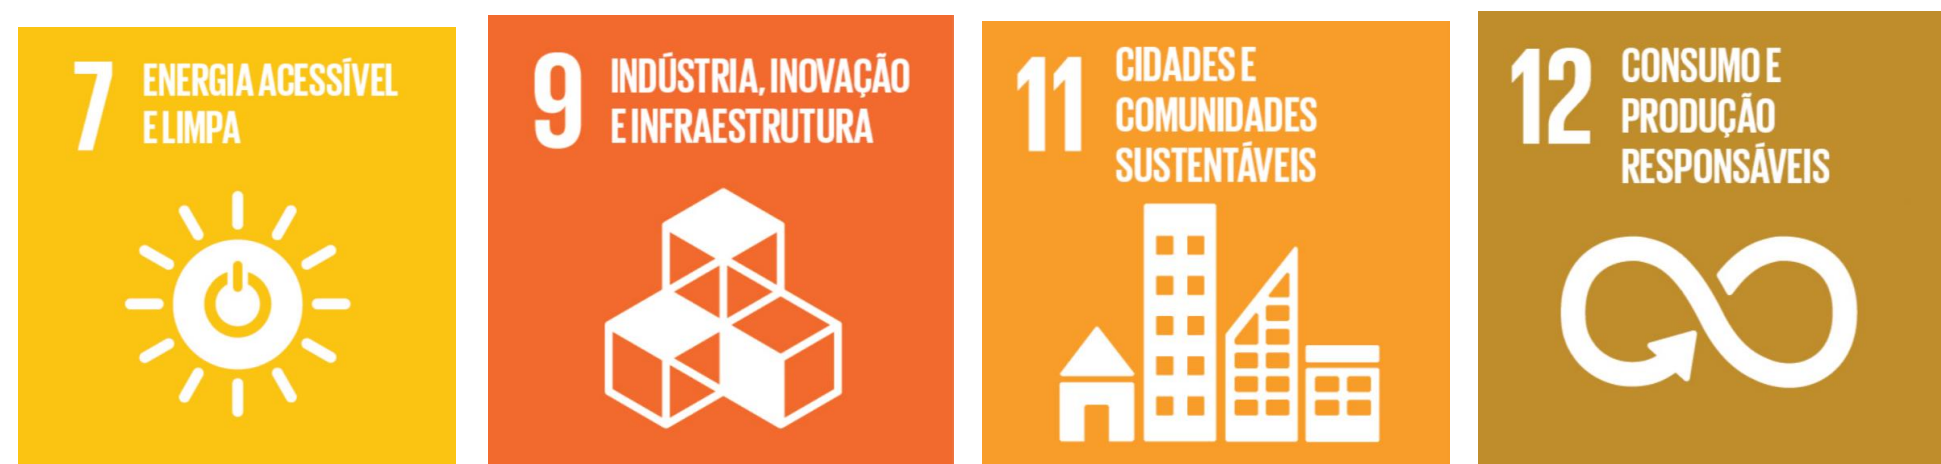 7
ENERGIA ACESSÍVEL
E LIMPA
9
INDÚSTRIA, INOVAÇÃO
E INFRAESTRUTURA
11
CIDADES E
COMUNIDADES
SUSTENTÁVEIS
12
CONSUMO E
PRODUÇÃO
RESPONSÁVEIS